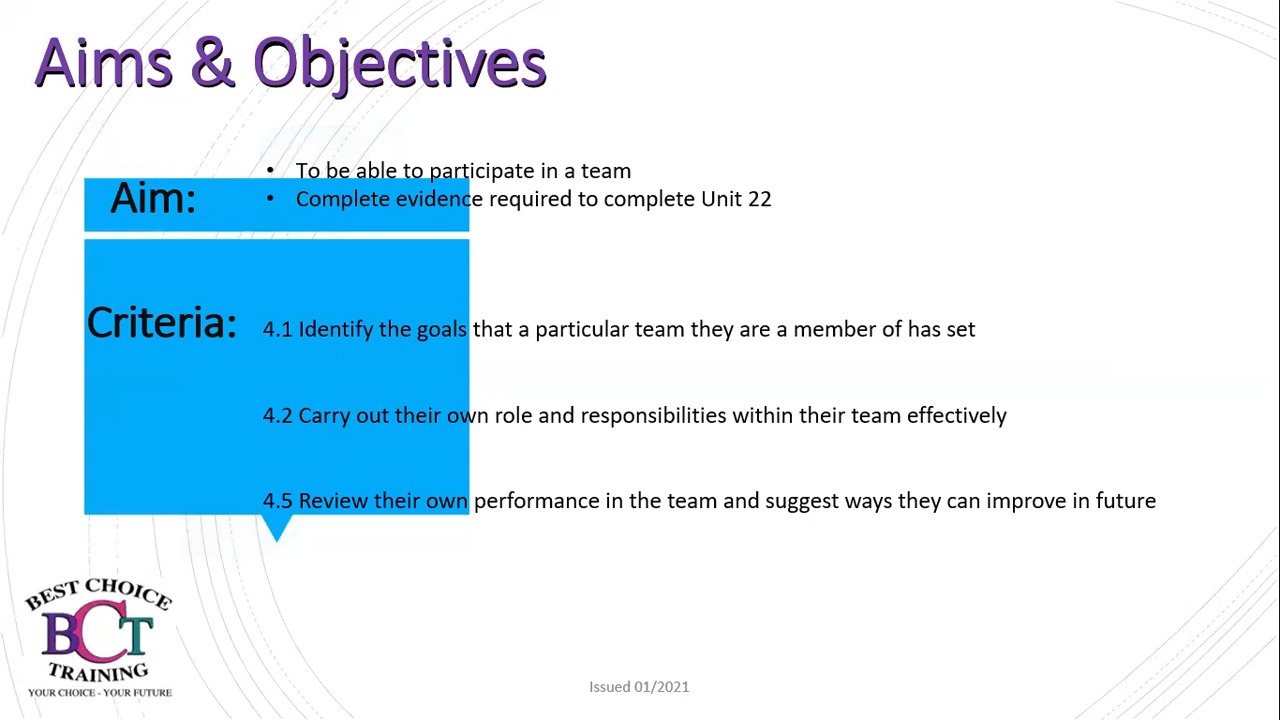 Aims & Objectives
Aim:
• To be able to participate in a team
• Complete evidence required to complete Unit 22
Criteria:
4.1 Identify the goals that a particular team they are a member of has set
4.2 Carry out their own role and responsibilities within their team effectively
4.5 Review their own performance in the team and suggest ways they can improve in future
BEST CHOICE
BCT
TRAINING
YOUR CHOICE - YOUR FUTURE
Issued 01/2021